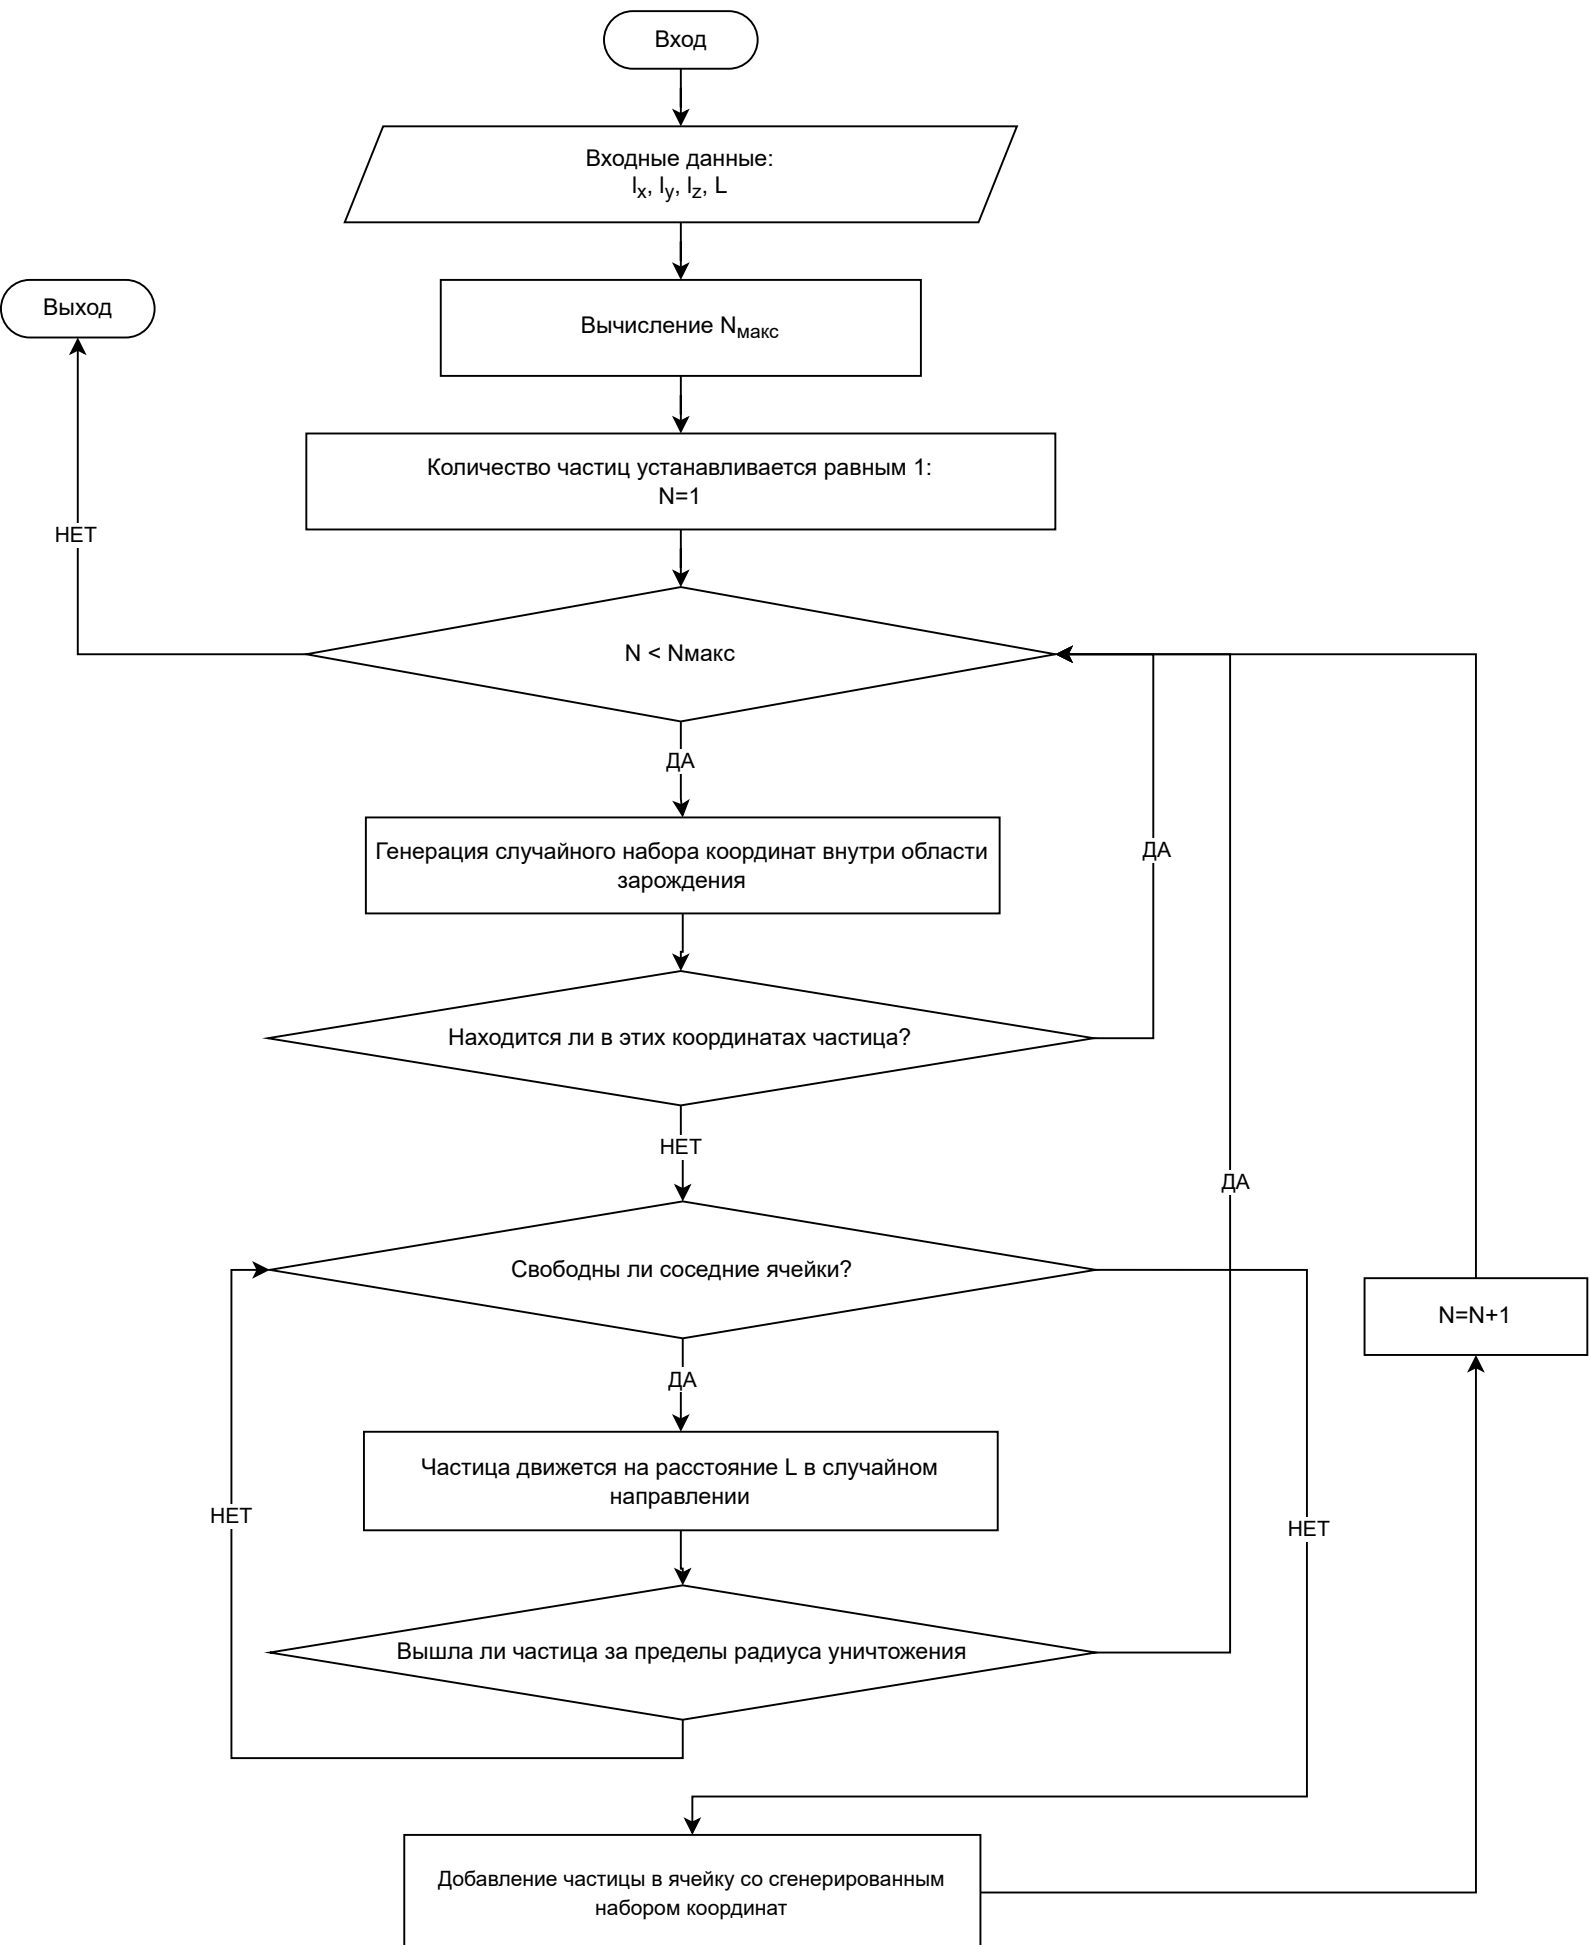 Вход
Входные данные:
lx, ly, lz, L
Выход
Вычисление Nмакс
Количество частиц устанавливается равным 1:
N=1
НЕТ
N < Nмакс
ДА
Генерация случайного набора координат внутри области
зарождения
ДА
Находится ли в этих координатах частица?
НЕТ
ДА
Свободны ли соседние ячейки?
N=N+1
ДА
Частица движется на расстояние L в случайном
направлении
НЕТ
НЕТ
Вышла ли частица за пределы радиуса уничтожения
Добавление частицы в ячейку со сгенерированным
набором координат